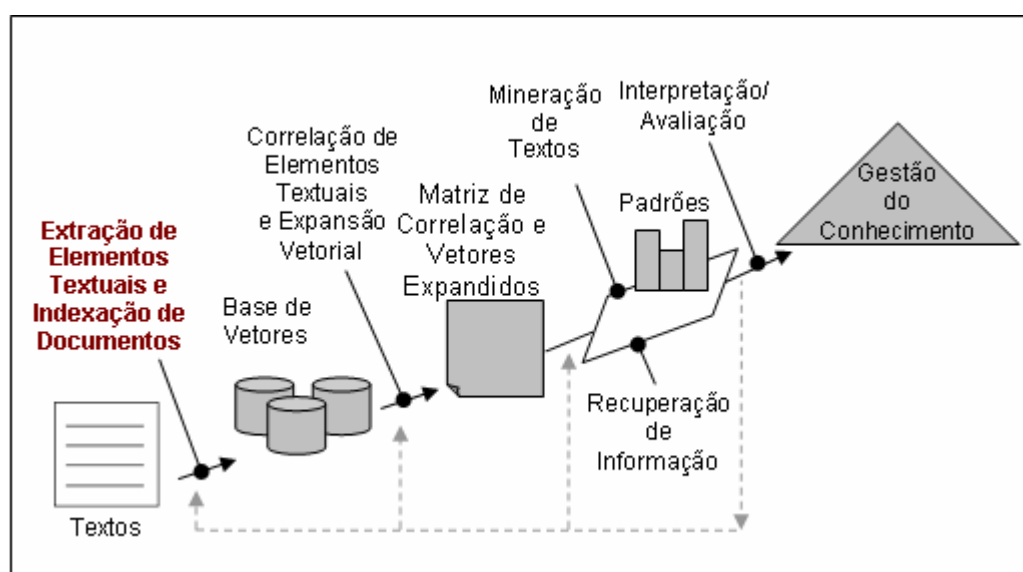 Extração de
Elementos
Textuais e
Indexação de
Documentos
Textos
Base de
Vetores
Correlação de
Elementos
Textuais
e Expansão
Vetorial
Matriz de
Correlação e
Vetores
Expandidos
Mineração
de
Textos
Padrões
Recuperação
de
Informação
Interpretação/
Avaliação
Gestão
do
Conhecimento